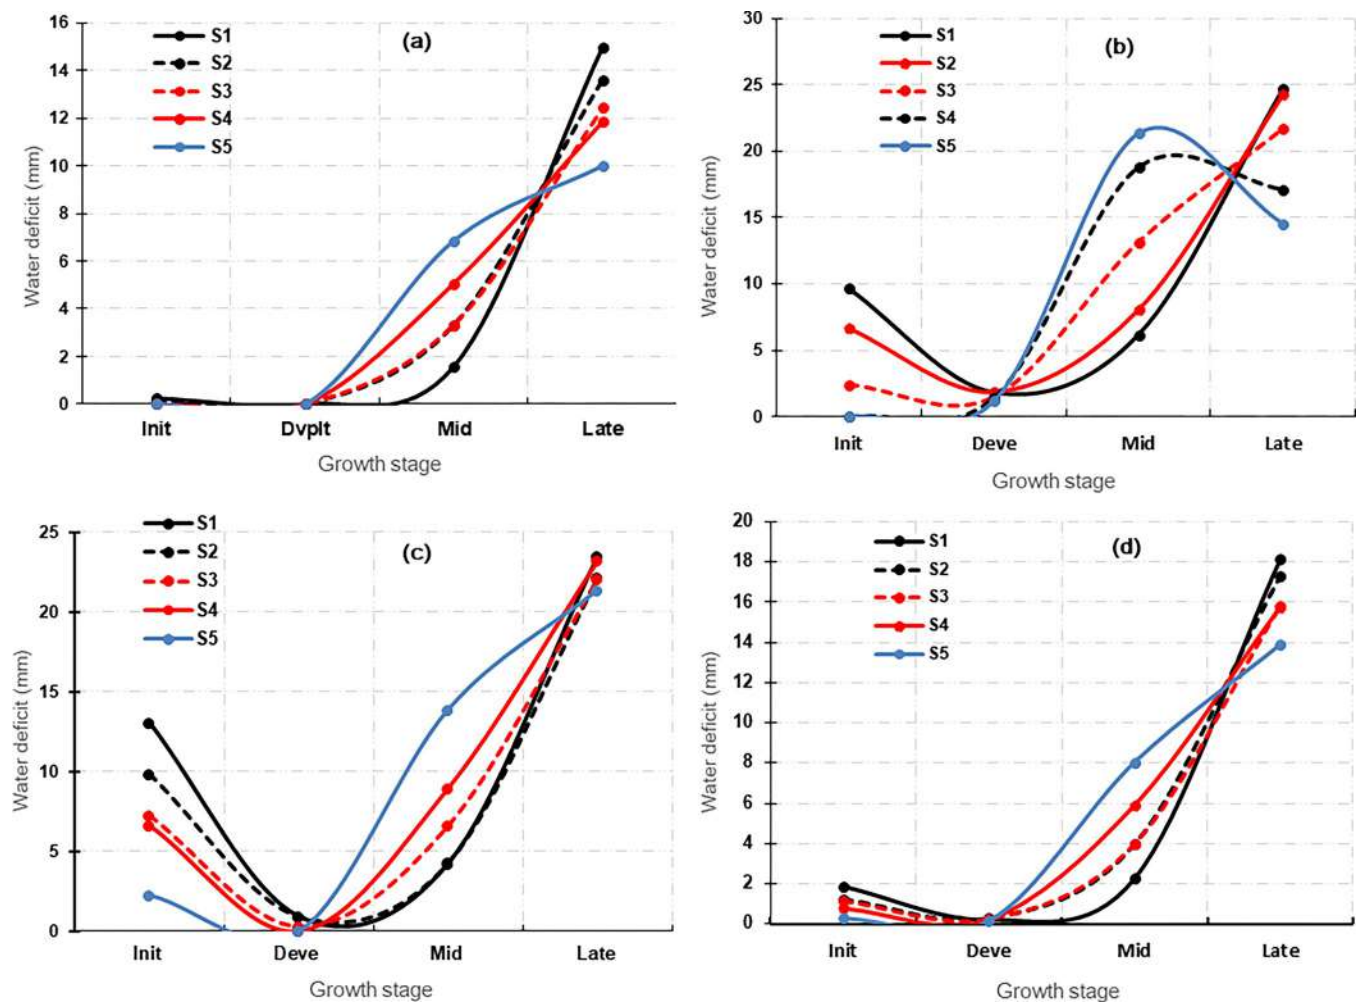 (a)
S1
S2
S3
S4
S5
16
14
12
10
8
6
4
2
0
Water deficit (mm)
Init Dvplt Mid Late
Growth stage
(b)
S1
S2
S3
S4
S5
30
25
20
15
10
5
0
Water deficit (mm)
Init Deve Mid Late
Growth stage
(c)
S1
S2
S3
S4
S5
25
20
15
10
5
0
Water deficit (mm)
Init Deve Mid Late
Growth stage
(d)
S1
S2
S3
S4
S5
20
18
16
14
12
10
8
6
4
2
0
Water deficit (mm)
Init Deve Mid Late
Growth stage